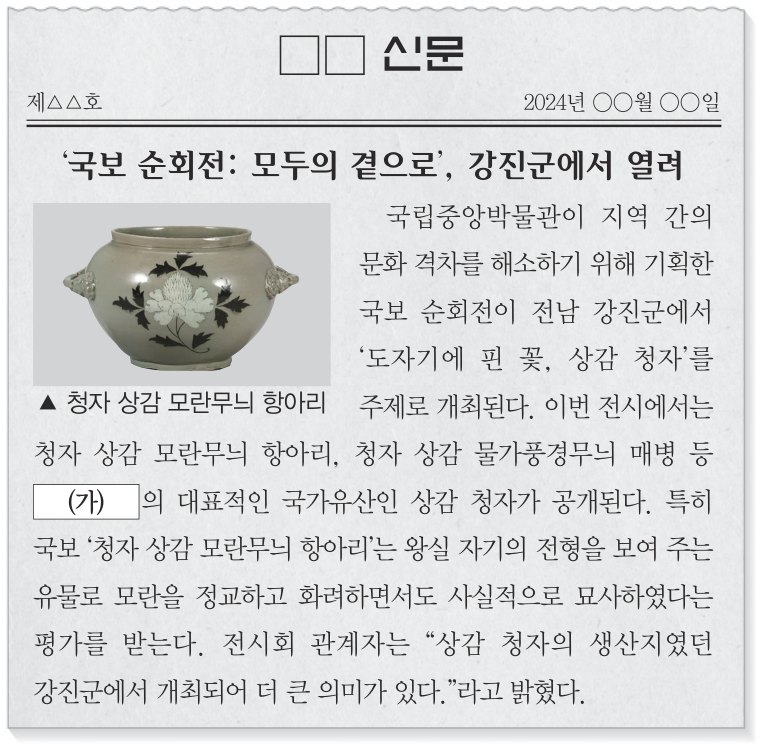 □□ 신문
제△△호 2024년 ○○월 ○○일
‘국보 순회전: 모두의 곁으로’, 강진군에서 열려
▲ 청자 상감 모란무늬 항아리
국립중앙박물관이 지역 간의
문화 격차를 해소하기 위해 기획한
국보 순회전이 전남 강진군에서
‘도자기에 핀 꽃, 상감 청자’를
주제로 개최된다. 이번 전시에서는
청자 상감 모란무늬 항아리, 청자 상감 물가풍경무늬 매병 등
(가) 의 대표적인 국가유산인 상감 청자가 공개된다. 특히
국보 ‘청자 상감 모란무늬 항아리’는 왕실 자기의 전형을 보여 주는
유물로 모란을 정교하고 화려하면서도 사실적으로 묘사하였다는
평가를 받는다. 전시회 관계자는 “상감 청자의 생산지였던
강진군에서 개최되어 더 큰 의미가 있다.”라고 밝혔다.